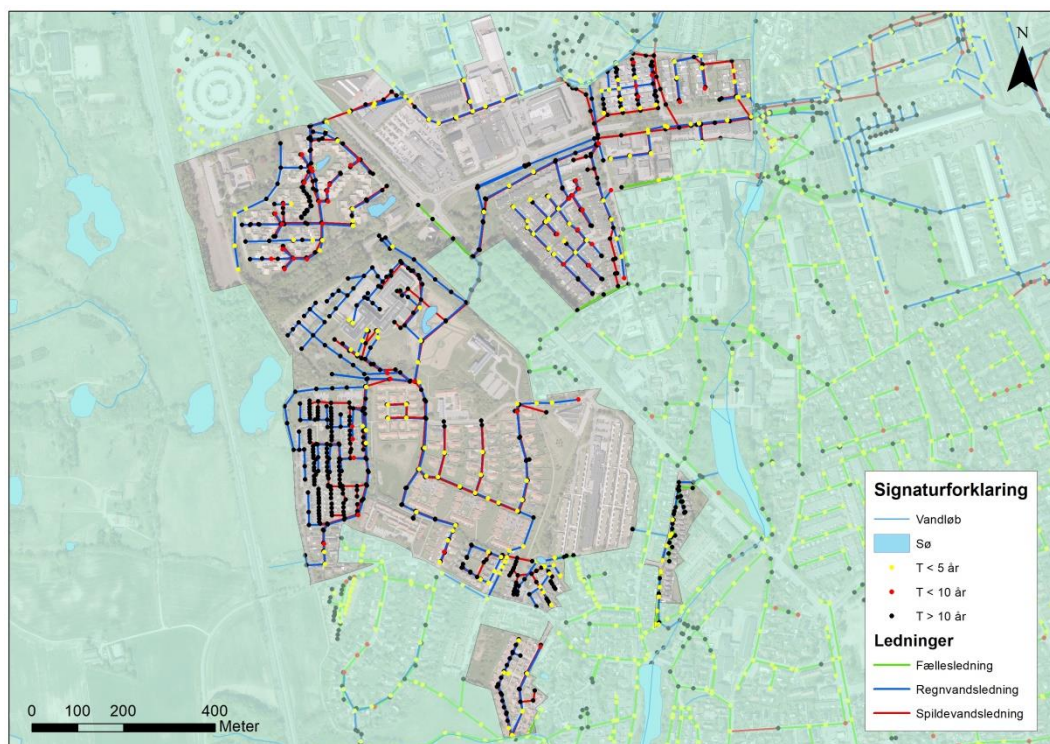 N
Signaturforklaring
Vandløb
Sø
T < 5 år
T < 10 år
T > 10 år
Ledninger
Fællesledning
Regnvandsledning
Spildevandsledning
0 100 200 400
Meter